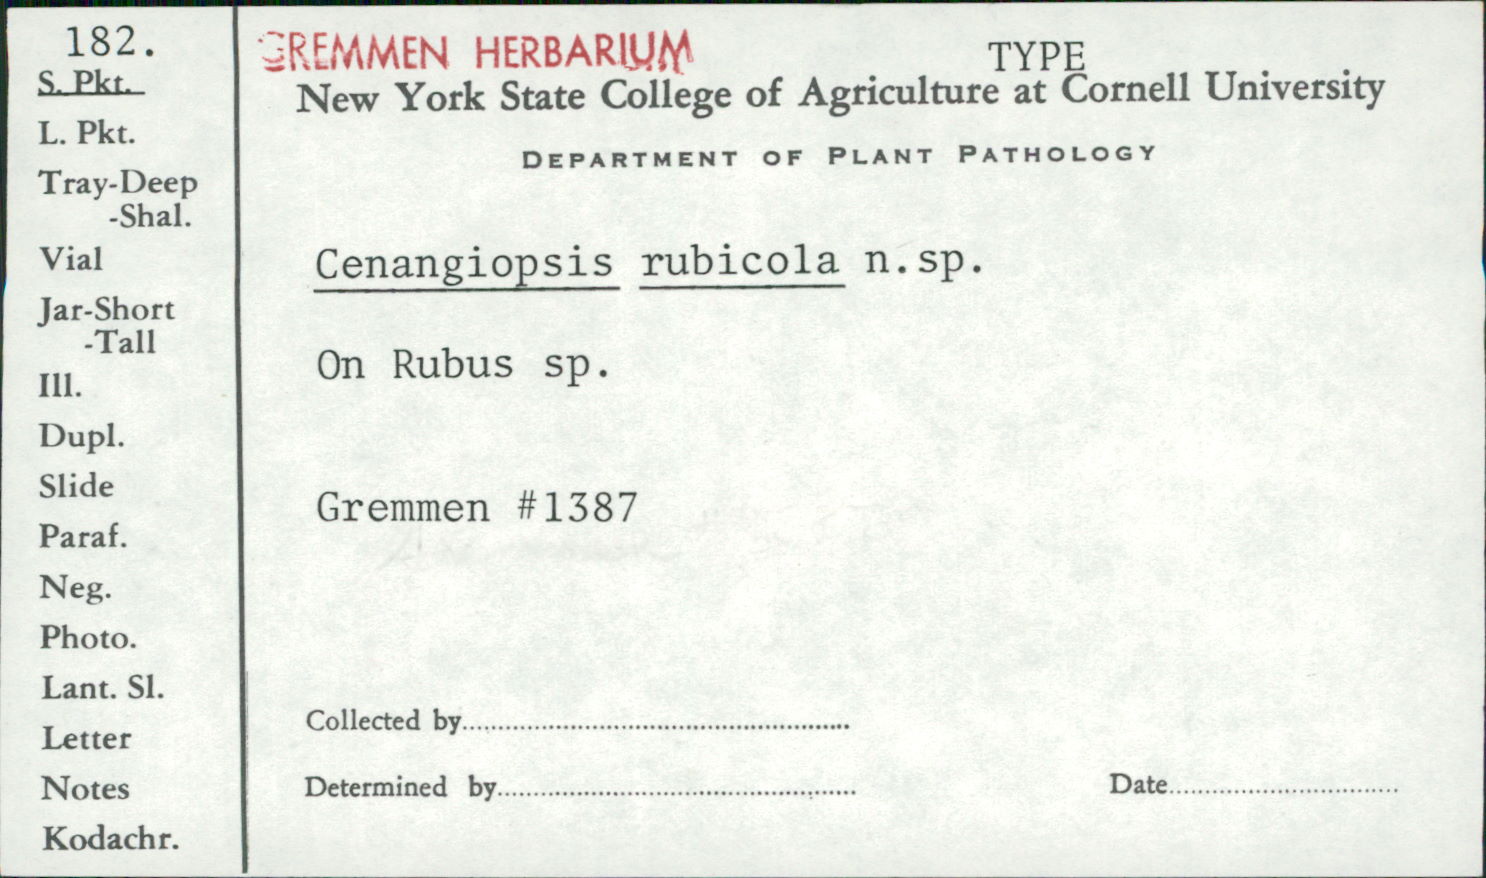 182.
S. Pkt.
L. Pkt.
Tray-Deep
-Shal.
Vial
Jar-Short
-Tall
Ill.
Dupl.
Slide
Paraf.
Neg.
Photo.
Lant. Sl.
Letter
Notes
Kodachr.
GREMMEN HERBARIUM
TYPE
New York State College of Agriculture at Cornell University
DEPARTMENT OF PLANT PATHOLOGY
Cenangiopsis rubicola n.sp.
On Rubus sp.
Gremmen #1387
Collected by
Determined by
Date